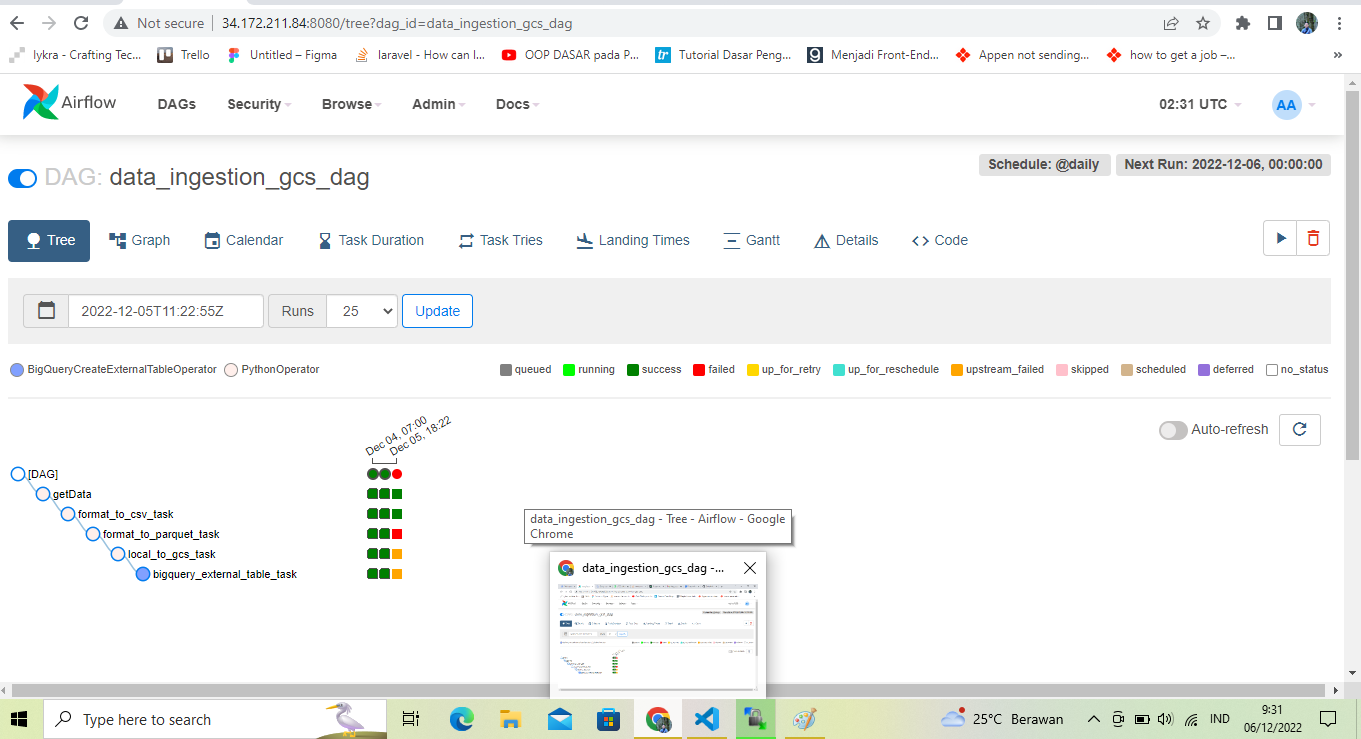 Not secure 34.172.211.84:8080/tree?dag_id=data_ingestion_gcs_dag
lykra - Crafting Tec... Trello Untitled – Figma laravel - How can I... OOP DASAR pada P... Tutorial Dasar Peng... Menjadi Front-End... Appen not sending... how to get a job –... »
Airflow DAGs Security Browse Admin Docs 02:31 UTC AA
Schedule: @daily Next Run: 2022-12-06, 00:00:00
DAG: data_ingestion_gcs_dag
Tree Graph Calendar Task Duration Task Tries Landing Times Gantt Details Code
2022-12-05T11:22:55Z Runs 25 Update
BigQueryCreateExternalTableOperator PythonOperator queued running success failed up_for_retry up_for_reschedule upstream_failed skipped scheduled deferred no_status
Dec 04, 07:00
Dec 05, 18:22
Auto-refresh
[DAG]
getData
format_to_csv_task
format_to_parquet_task
local_to_gcs_task
bigquery_external_table_task
data_ingestion_gcs_dag - Tree - Airflow - Google
Chrome
data_ingestion_gcs_dag -...
Type here to search 25°C Berawan IND 9:31
06/12/2022